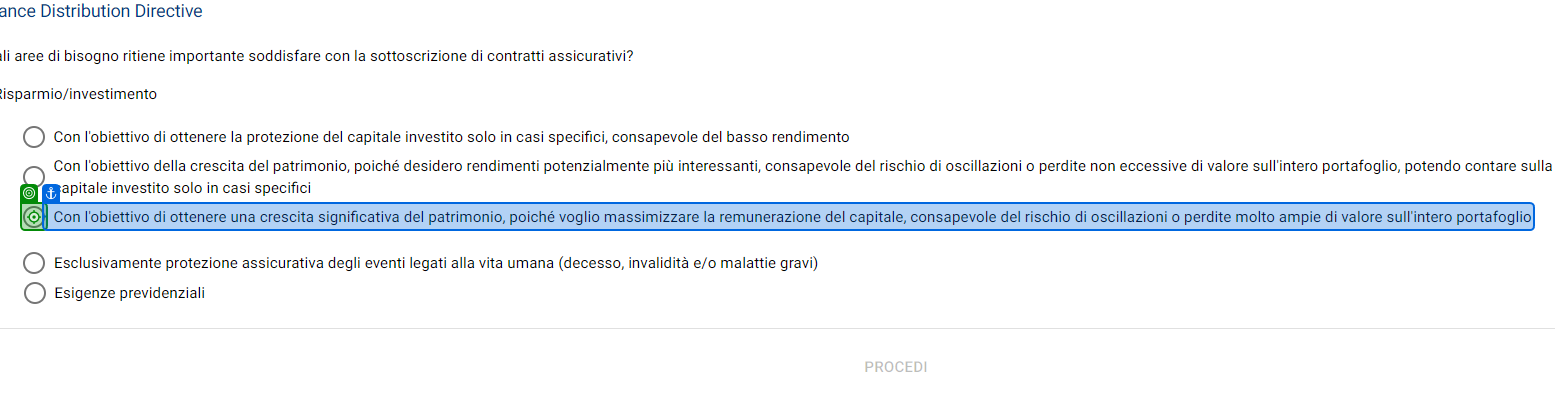 ance Distribution Directive
ali aree di bisogno ritiene importante soddisfare con la sottoscrizione di contratti assicurativi?
Risparmio/investimento
Con l'obiettivo di ottenere la protezione del capitale investito solo in casi specifici, consapevole del basso rendimento
Con l'obiettivo della crescita del patrimonio, poiché desidero rendimenti potenzialmente più interessanti, consapevole del rischio di oscillazioni o perdite non eccessive di valore sull'intero portafoglio, potendo contare sulla
capitale investito solo in casi specifici
Con l'obiettivo di ottenere una crescita significativa del patrimonio, poiché voglio massimizzare la remunerazione del capitale, consapevole del rischio di oscillazioni o perdite molto ampie di valore sull'intero portafoglio
Esclusivamente protezione assicurativa degli eventi legati alla vita umana (decesso, invalidità e/o malattie gravi)
Esigenze previdenziali
PROCEDI